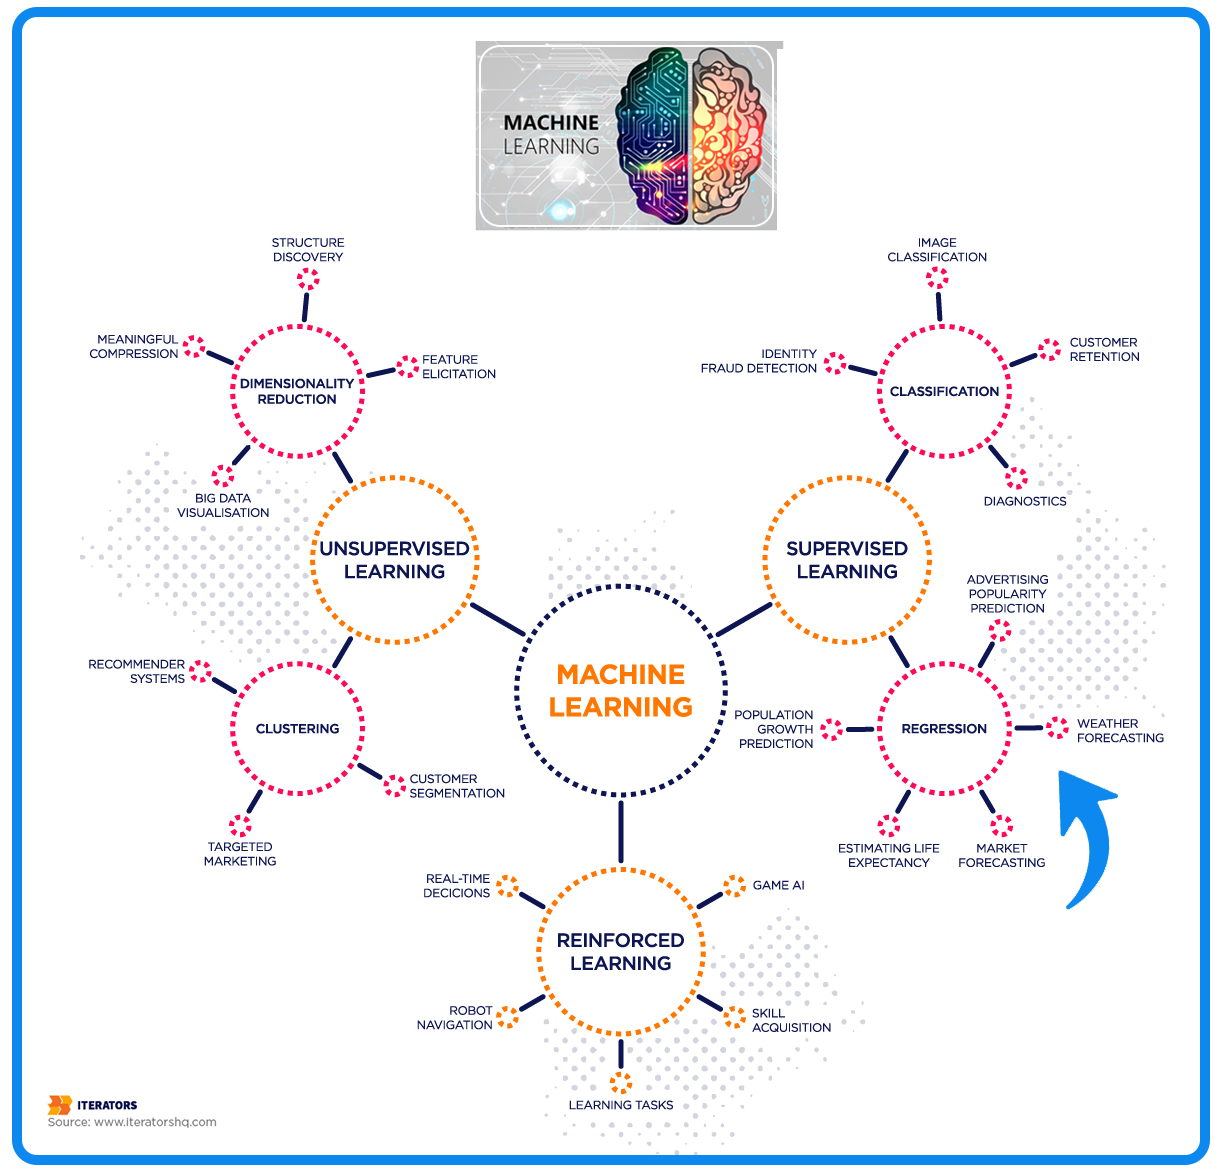 MACHINE
LEARNING
STRUCTURE
DISCOVERY
MEANINGFUL
COMPRESSION
FEATURE
ELICITATION
DIMENSIONALITY
REDUCTION
BIG DATA
VISUALISATION
IMAGE
CLASSIFICATION
IDENTITY
FRAUD DETECTION
CUSTOMER
RETENTION
CLASSIFICATION
DIAGNOSTICS
UNSUPERVISED
LEARNING
SUPERVISED
LEARNING
MACHINE
LEARNING
RECOMMENDER
SYSTEMS
CLUSTERING
CUSTOMER
SEGMENTATION
TARGETED
MARKETING
ADVERTISING
POPULARITY
PREDICTION
POPULATION
GROWTH
PREDICTION
REGRESSION
WEATHER
FORECASTING
ESTIMATING LIFE
EXPECTANCY
MARKET
FORECASTING
REAL-TIME
DECICIONS
GAME AI
REINFORCED
LEARNING
ROBOT
NAVIGATION
SKILL
ACQUISITION
LEARNING TASKS
ITERATORS
Source: www.iteratorshq.com